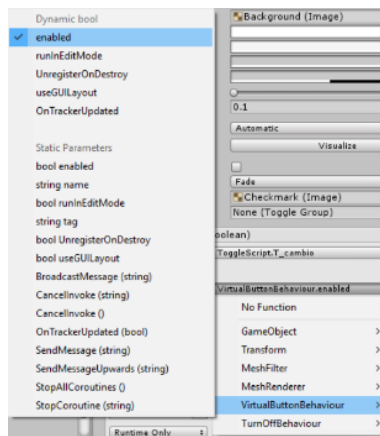 Dynamic bool
enabled
runInEditMode
UnregisterOnDestroy
useGUILayout
OnTrackerUpdated
Static Parameters
bool enabled
string name
bool runInEditMode
string tag
bool UnregisterOnDestroy
bool useGUILayout
BroadcastMessage (string)
CancelInvoke (string)
CancelInvoke ()
OnTrackerUpdated (bool)
SendMessage (string)
SendMessageUpwards (string)
StopAllCoroutines ()
StopCoroutine (string)
Background (Image)
0.1
Automatic
Visualize
Fade
Checkmark (Image)
None (Toggle Group)
oolean)
ToggleScript.T_cambio
VirtualButtonBehaviour.enabled
No Function
GameObject
Transform
MeshFilter
MeshRenderer
VirtualButtonBehaviour
TurnOffBehaviour
Runtime Only